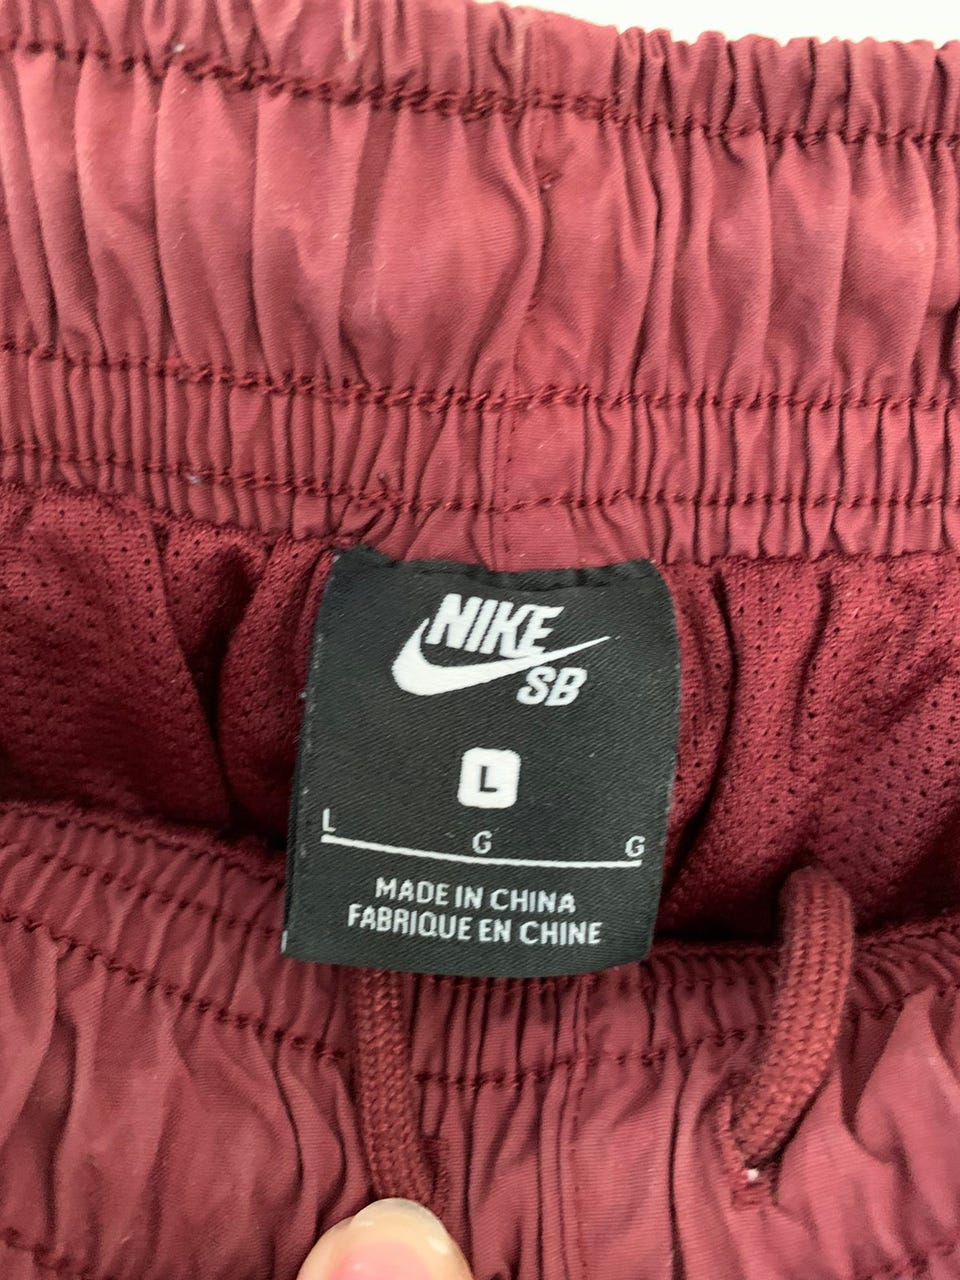 NIKE
SB
L
L G G
MADE IN CHINA
FABRIQUE EN CHINE